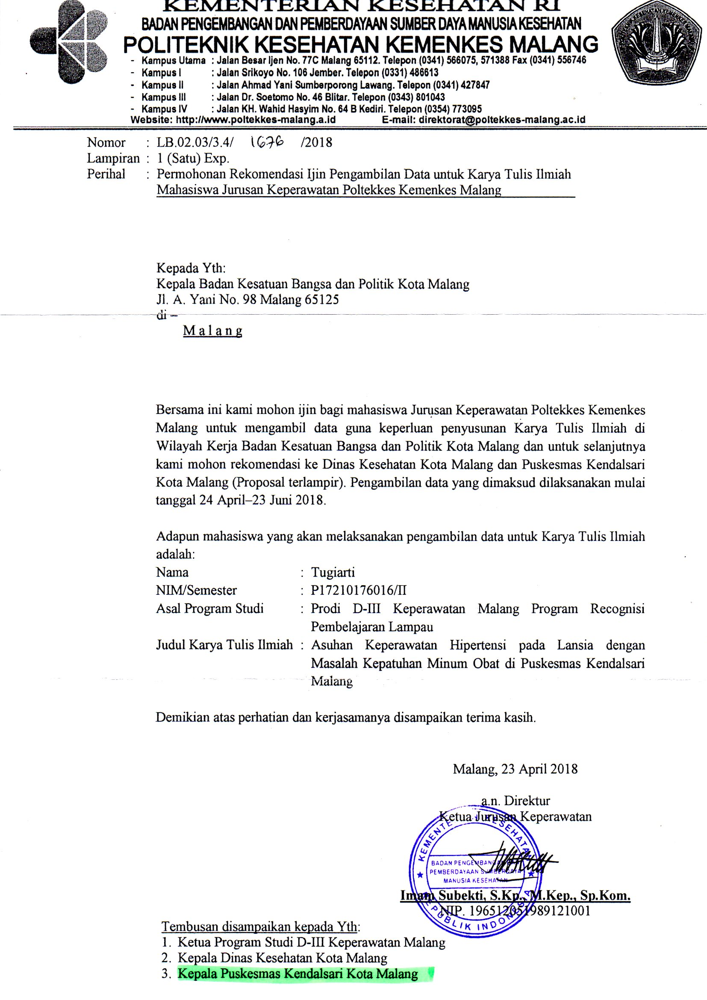 KEMENTERIAN KESEHATAN RI
BADAN PENGEMBANGAN DAN PEMBERDAYAAN SUMBER DAYA MANUSIA KESEHATAN
POLITEKNIK KESEHATAN KEMENKES MALANG
- Kampus Utama : Jalan Besar Ijen No. 77C Malang 65112. Telepon (0341) 566075, 571388 Fax (0341) 556746
- Kampus I : Jalan Srikoyo No. 106 Jember. Telepon (0331) 486613
- Kampus II : Jalan Ahmad Yani Sumberporong Lawang. Telepon (0341) 427847
- Kampus III : Jalan Dr. Soetomo No. 46 Blitar. Telepon (0343) 801043
- Kampus IV : Jalan KH. Wahid Hasyim No. 64 B Kediri. Telepon (0354) 773095
Website: http://www.poltekkes-malang.a.id E-mail: direktorat@poltekkes-malang.ac.id
Nomor : LB.02.03/3.4/ 1676 /2018
Lampiran : 1 (Satu) Exp.
Perihal : Permohonan Rekomendasi Ijin Pengambilan Data untuk Karya Tulis Ilmiah
Mahasiswa Jurusan Keperawatan Poltekkes Kemenkes Malang
Kepada Yth:
Kepala Badan Kesatuan Bangsa dan Politik Kota Malang
Jl. A. Yani No. 98 Malang 65125
di –
M a l a n g
Bersama ini kami mohon ijin bagi mahasiswa Jurusan Keperawatan Poltekkes Kemenkes
Malang untuk mengambil data guna keperluan penyusunan Karya Tulis Ilmiah di
Wilayah Kerja Badan Kesatuan Bangsa dan Politik Kota Malang dan untuk selanjutnya
kami mohon rekomendasi ke Dinas Kesehatan Kota Malang dan Puskesmas Kendalsari
Kota Malang (Proposal terlampir). Pengambilan data yang dimaksud dilaksanakan mulai
tanggal 24 April–23 Juni 2018.
Adapun mahasiswa yang akan melaksanakan pengambilan data untuk Karya Tulis Ilmiah
adalah:
Nama : Tugiarti
NIM/Semester : P17210176016/II
Asal Program Studi : Prodi D-III Keperawatan Malang Program Recognisi
Pembelajaran Lampau
Judul Karya Tulis Ilmiah : Asuhan Keperawatan Hipertensi pada Lansia dengan
Masalah Kepatuhan Minum Obat di Puskesmas Kendalsari
Malang
Demikian atas perhatian dan kerjasamanya disampaikan terima kasih.
Malang, 23 April 2018
a.n. Direktur
Ketua Jurusan Keperawatan
KESEHATAN
BADAN PENGEMBANGAN
PEMBERDAYAAN SUMBERDAYA
MANUSIA KESEHATAN
REPUBLIK INDONESIA
Imam Subekti, S.Kp., M.Kep., Sp.Kom.
NIP. 196512051989121001
Tembusan disampaikan kepada Yth:
1. Ketua Program Studi D-III Keperawatan Malang
2. Kepala Dinas Kesehatan Kota Malang
3. Kepala Puskesmas Kendalsari Kota Malang